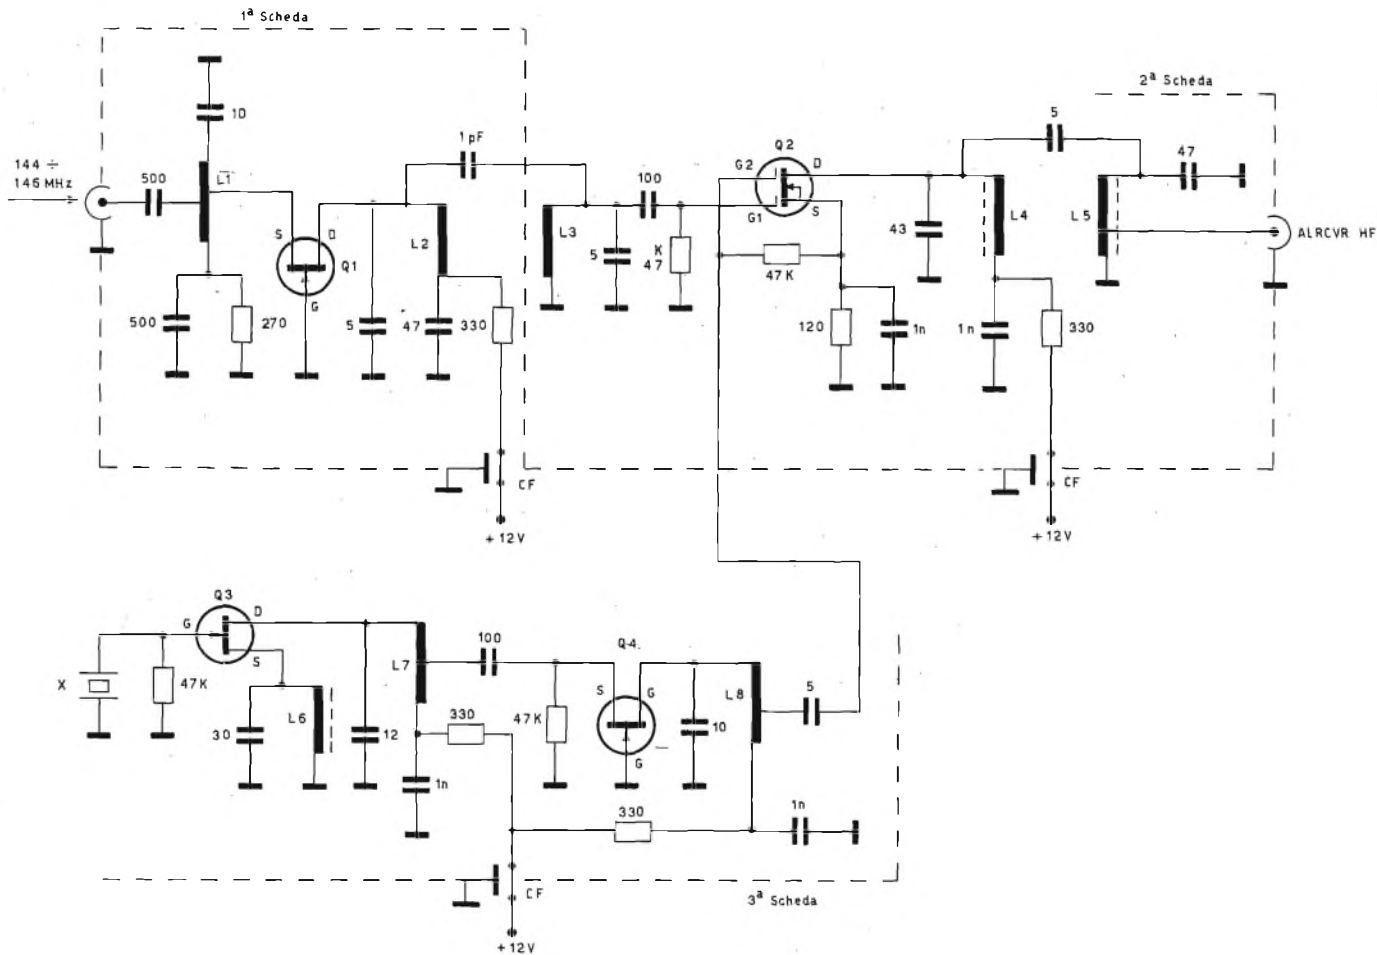 1ª Scheda
10
144 ÷
146 MHz
500
L1
S
D
Q1
G
500
270
5
47
330
L2
1pF
CF
+12V
L3
5
100
K
47
Q2
G2
D
G1
S
47K
120
1n
43
5
L4
L5
47
2ª Scheda
ALRCVR HF
1n
330
CF
+12V
Q3
G
D
S
X
47K
30
L6
12
L7
330
1n
100
Q4
S
G
G
47K
10
L8
5
330
1n
CF
+12V
3ª Scheda